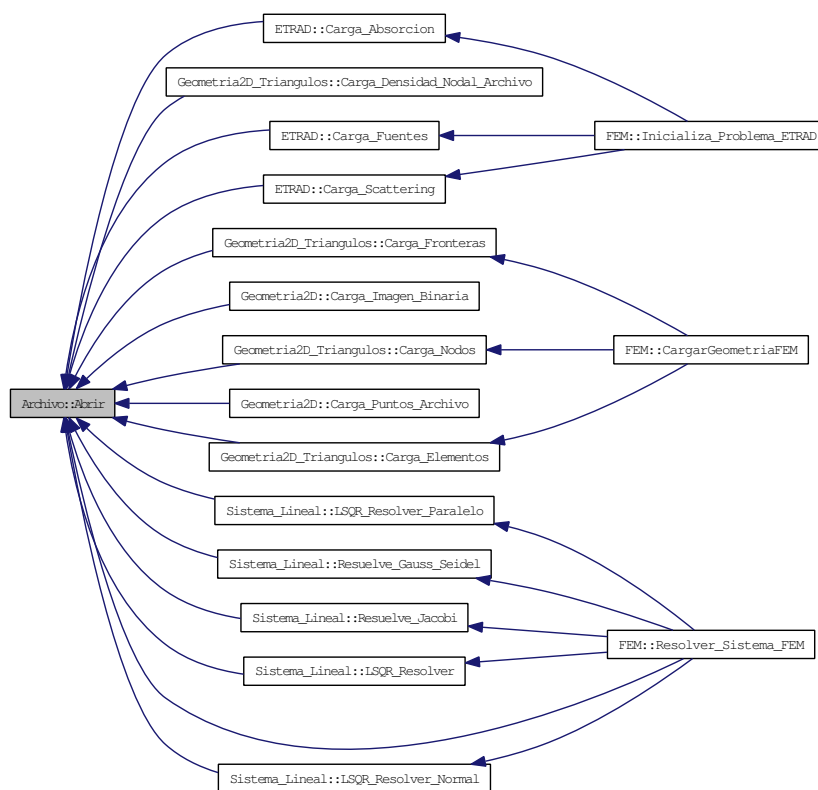 ETRAD::Carga_Absorcion
Geometria2D_Triangulos::Carga_Densidad_Nodal_Archivo
ETRAD::Carga_Fuentes
FEM::Inicializa_Problema_ETRAD
ETRAD::Carga_Scattering
Geometria2D_Triangulos::Carga_Fronteras
Geometria2D::Carga_Imagen_Binaria
Geometria2D_Triangulos::Carga_Nodos
FEM::CargarGeometriaFEM
Archivo::Abrir
Geometria2D::Carga_Puntos_Archivo
Geometria2D_Triangulos::Carga_Elementos
Sistema_Lineal::LSQR_Resolver_Paralelo
Sistema_Lineal::Resuelve_Gauss_Seidel
Sistema_Lineal::Resuelve_Jacobi
FEM::Resolver_Sistema_FEM
Sistema_Lineal::LSQR_Resolver
Sistema_Lineal::LSQR_Resolver_Normal